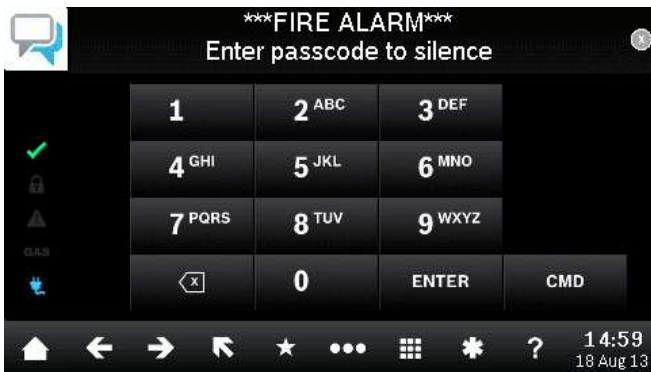 ***FIRE ALARM***
Enter passcode to silence
x
1 2 ABC 3 DEF
4 GHI 5 JKL 6 MNO
7 PQRS 8 TUV 9 WXYZ
x 0 ENTER CMD
GAS
? 14:59
18 Aug 13